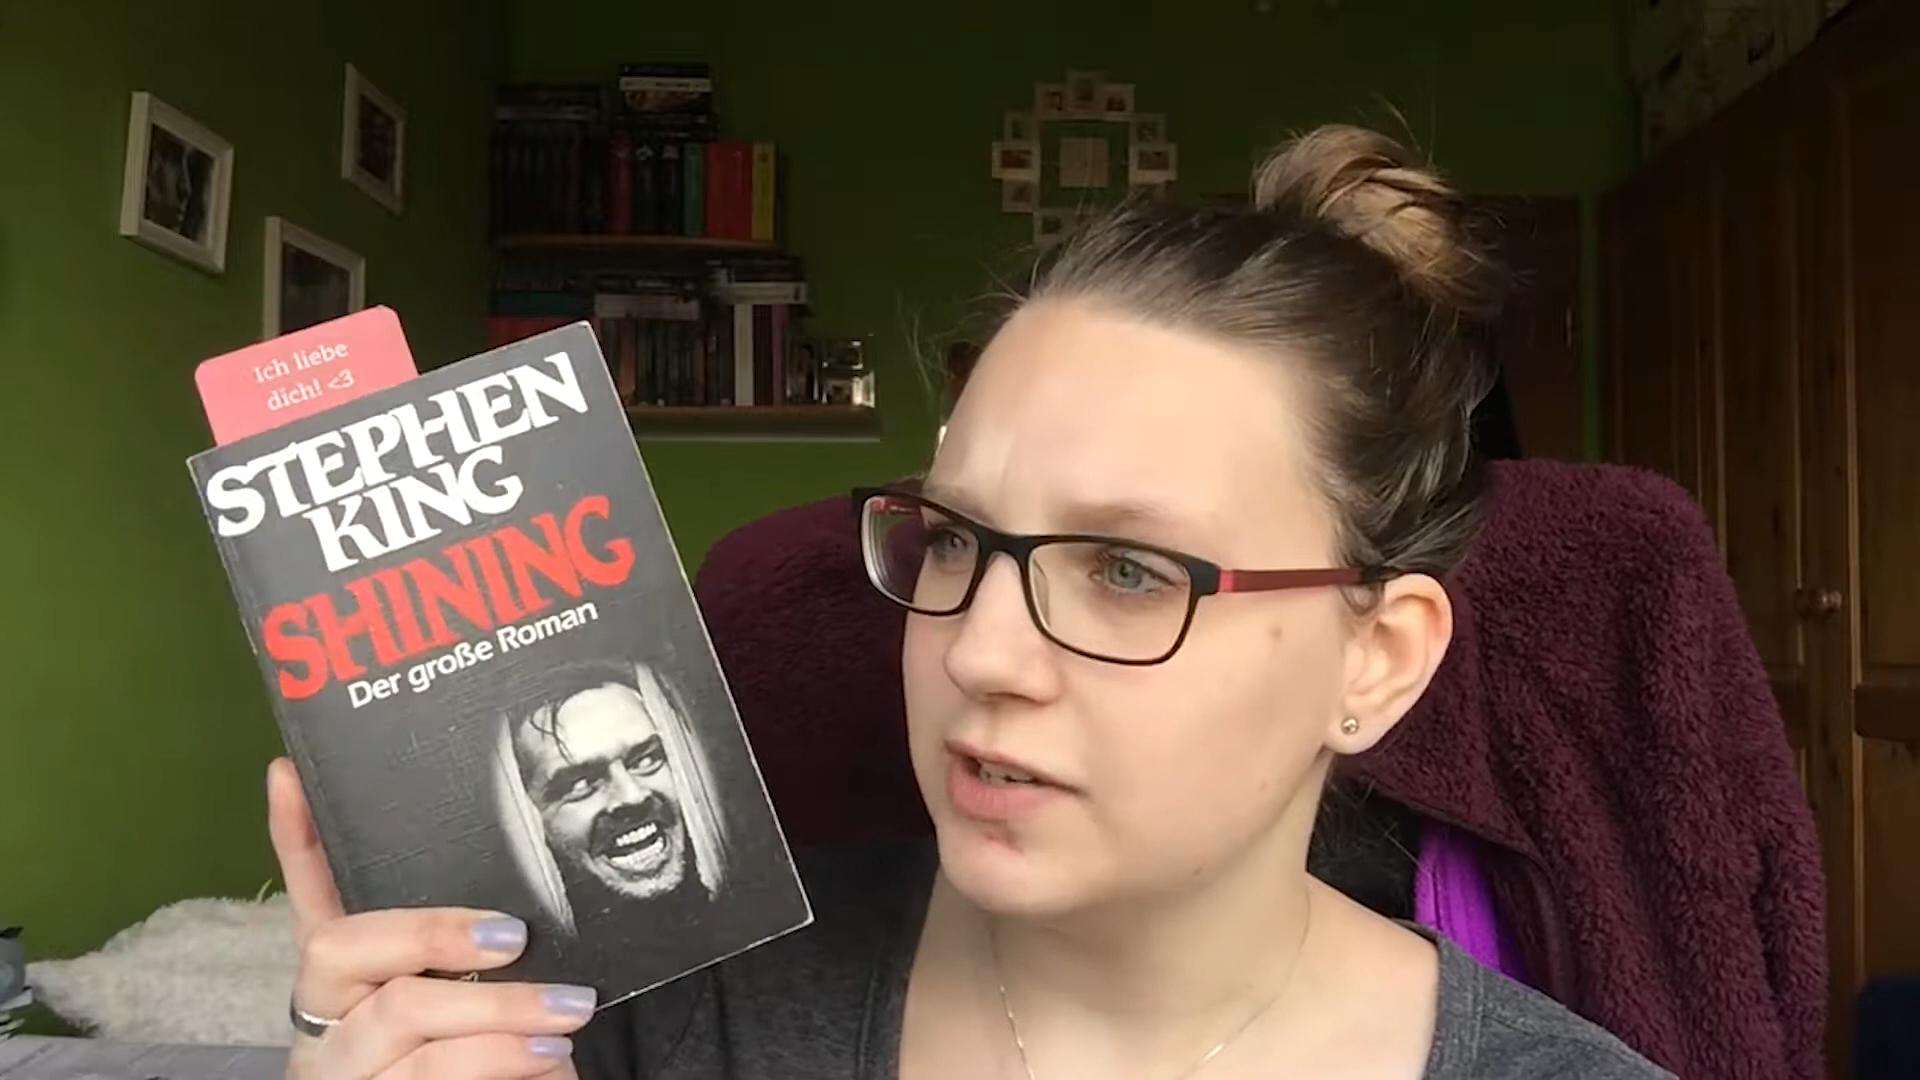 Ich liebe
dich! <3
STEPHEN
KING
SHINING
Der große Roman